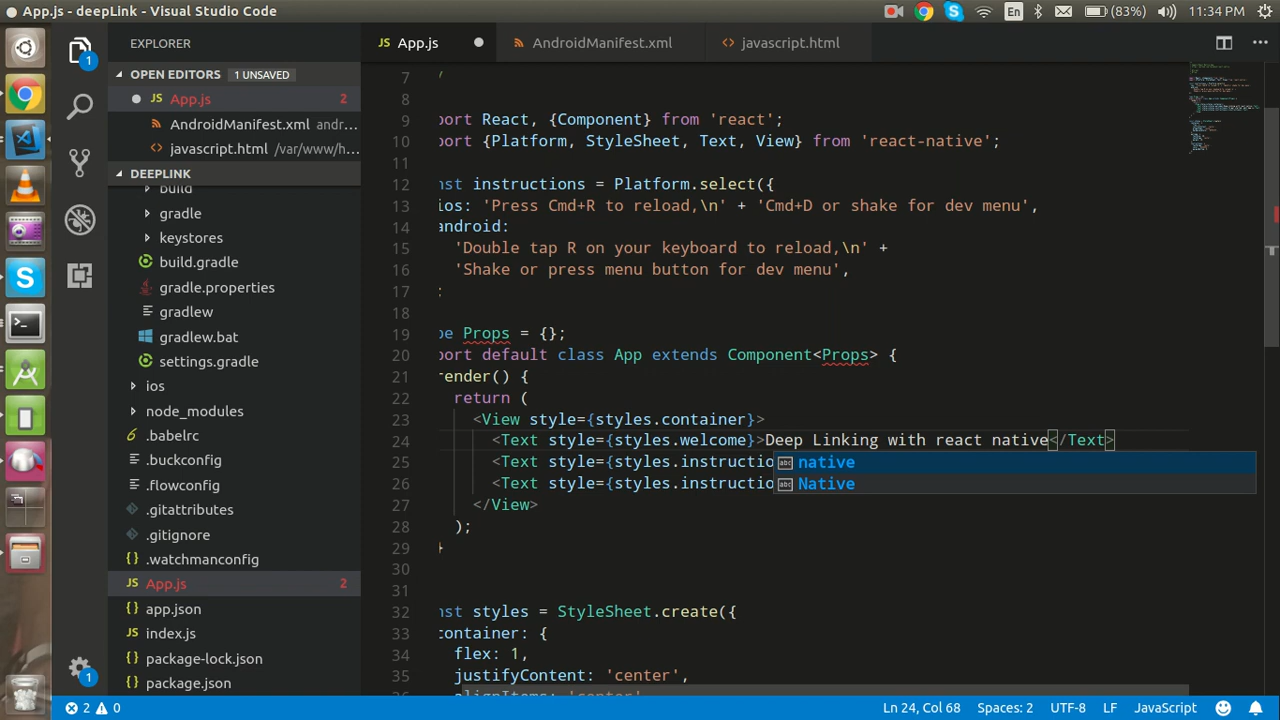 App.js - deepLink - Visual Studio Code
En
(83%)
11:34 PM
EXPLORER
App.js
AndroidManifest.xml
javascript.html
OPEN EDITORS
1 UNSAVED
JS App.js 2
AndroidManifest.xml andr...
javascript.html /var/www/h...
DEEPLINK
build
gradle
keystores
build.gradle
gradle.properties
gradlew
gradlew.bat
settings.gradle
ios
node_modules
.babelrc
.buckconfig
.flowconfig
.gitattributes
.gitignore
.watchmanconfig
JS App.js 2
app.json
JS index.js
package-lock.json
package.json
1
1
7 /
8
9 port React, {Component} from 'react';
10 port {Platform, StyleSheet, Text, View} from 'react-native';
11
12 nst instructions = Platform.select({
13 ios: 'Press Cmd+R to reload,\n' + 'Cmd+D or shake for dev menu',
14 android:
15 'Double tap R on your keyboard to reload,\n' +
16 'Shake or press menu button for dev menu',
17 ;
18
19 pe Props = {};
20 port default class App extends Component<Props> {
21 render() {
22 return (
23 <View style={styles.container}>
24 <Text style={styles.welcome}>Deep Linking with react native</Text>
25 <Text style={styles.instructio
26 <Text style={styles.instructio
abc native
abc Native
27 </View>
28 );
29 }
30
31
32 nst styles = StyleSheet.create({
33 container: {
34 flex: 1,
35 justifyContent: 'center',
36 alignItems: 'center'
2 0
Ln 24, Col 68
Spaces: 2
UTF-8
LF
JavaScript